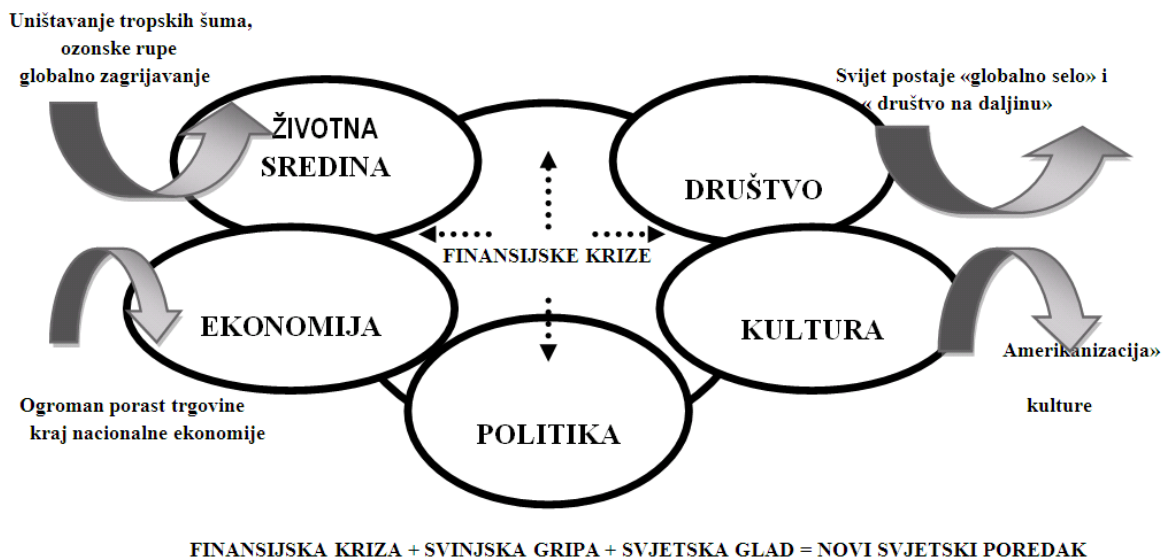 Uništavanje tropskih šuma,
ozonske rupe
globalno zagrijavanje
Svijet postaje «globalno selo» i
« društvo na daljinu»
ŽIVOTNA
SREDINA
DRUŠTVO
FINANSIJSKE KRIZE
EKONOMIJA
KULTURA
Amerikanizacija»
kulture
Ogroman porast trgovine
kraj nacionalne ekonomije
POLITIKA
FINANSIJSKA KRIZA + SVINJSKA GRIPA + SVJETSKA GLAD = NOVI SVJETSKI POREDAK